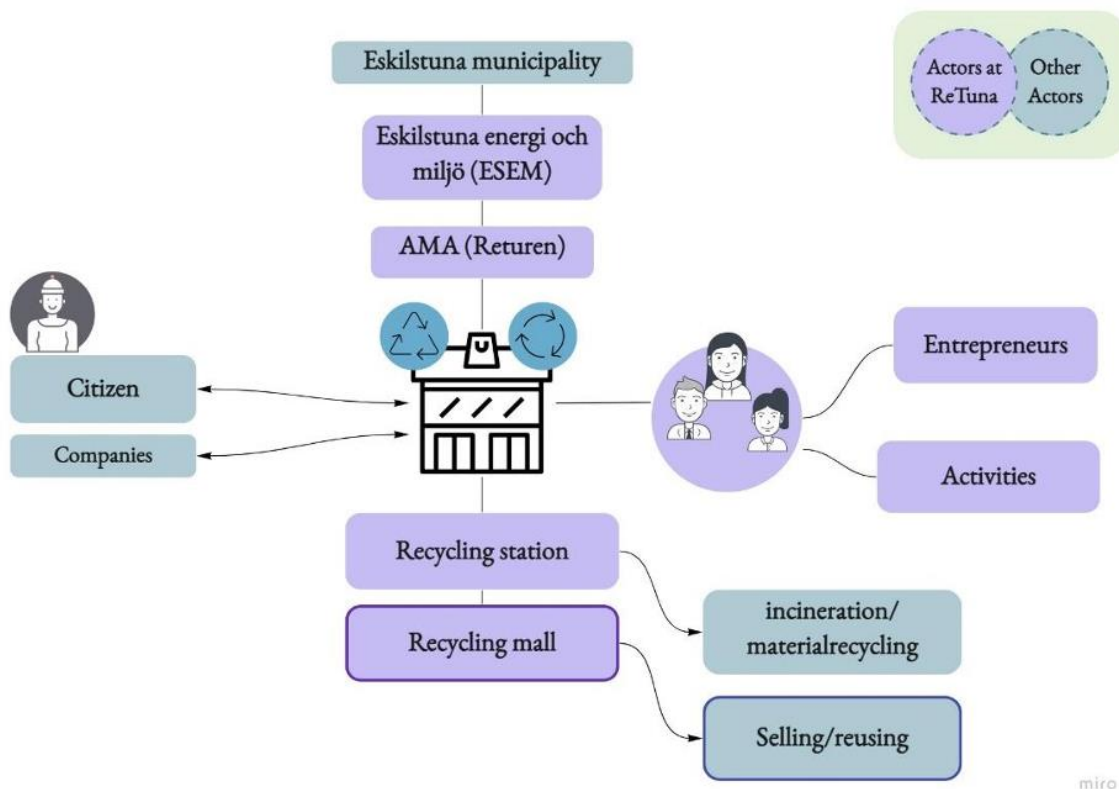 Eskilstuna municipality
Actors at
ReTuna
Other
Actors
Eskilstuna energi och
miljö (ESEM)
AMA (Returen)
Citizen
Companies
Entrepreneurs
Activities
Recycling station
Recycling mall
incineration/
materialrecycling
Selling/reusing
miro